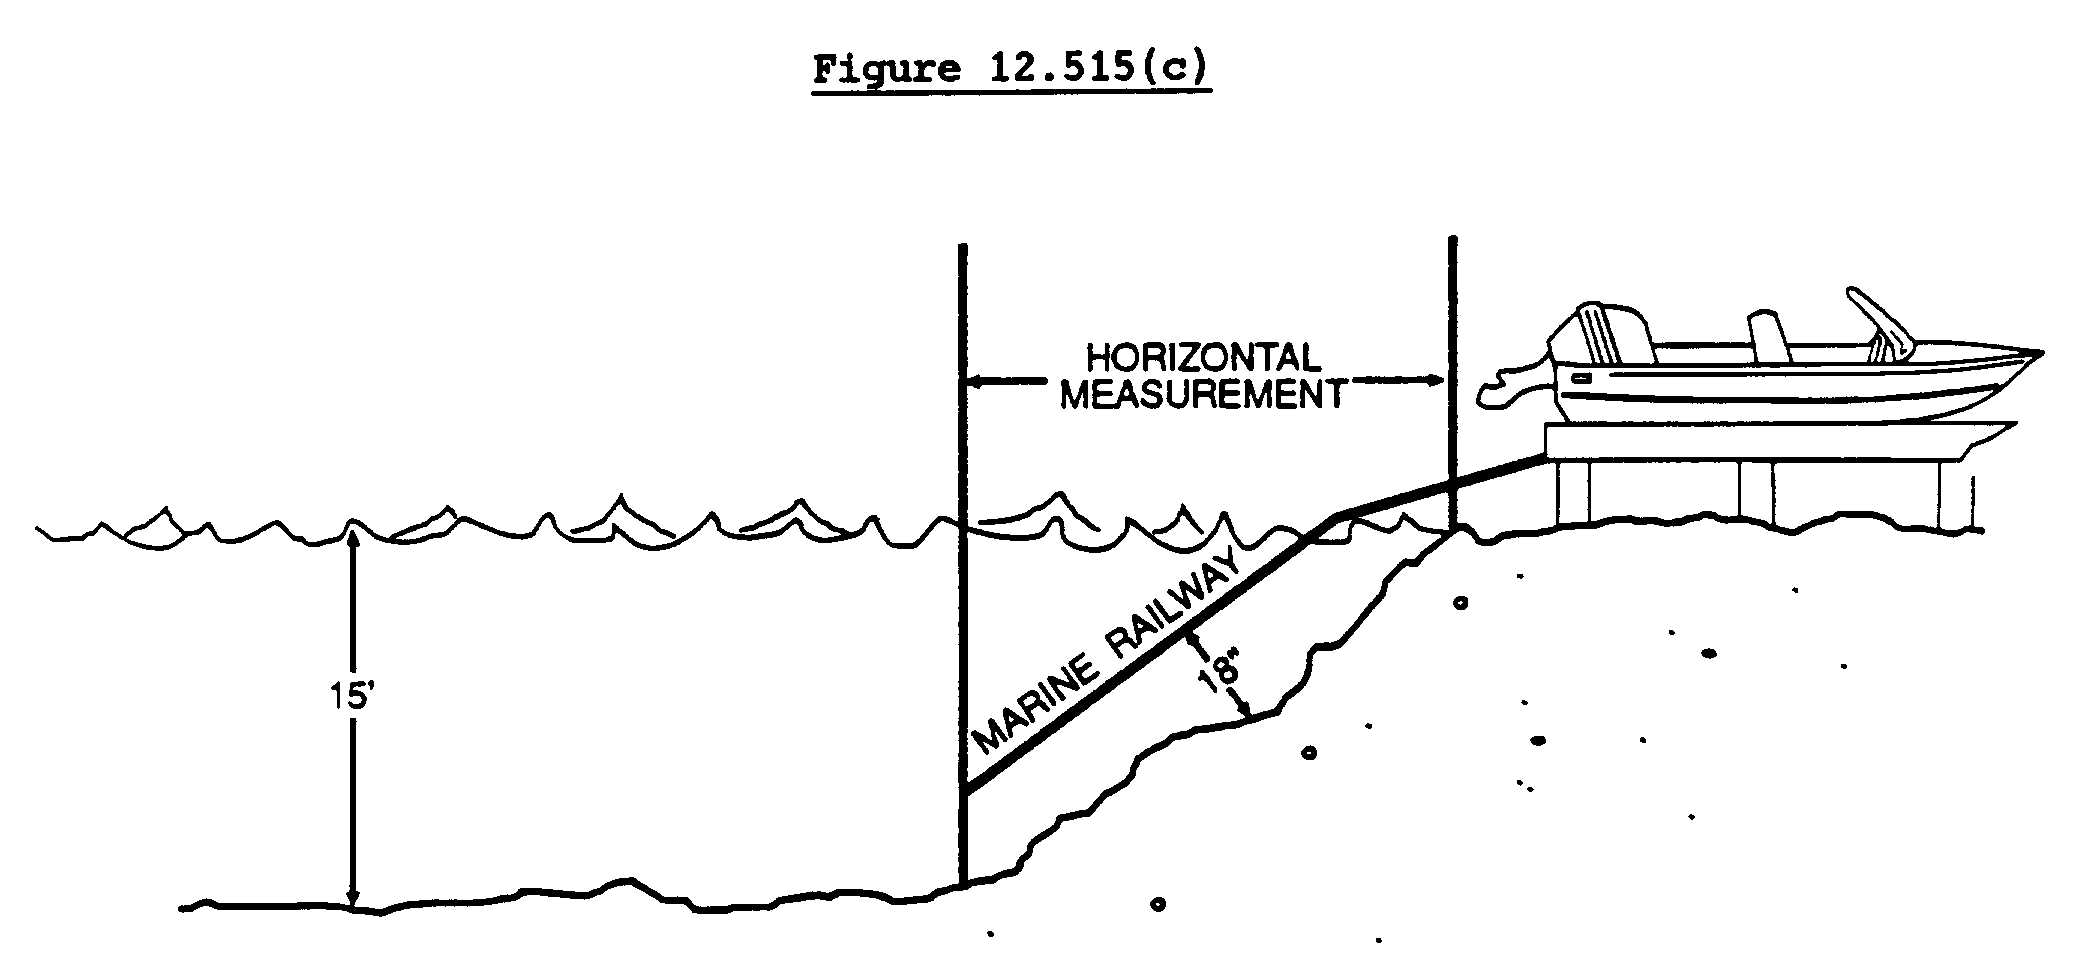 Figure 12.515(c)
HORIZONTAL
MEASUREMENT
MARINE RAILWAY
18"
15'